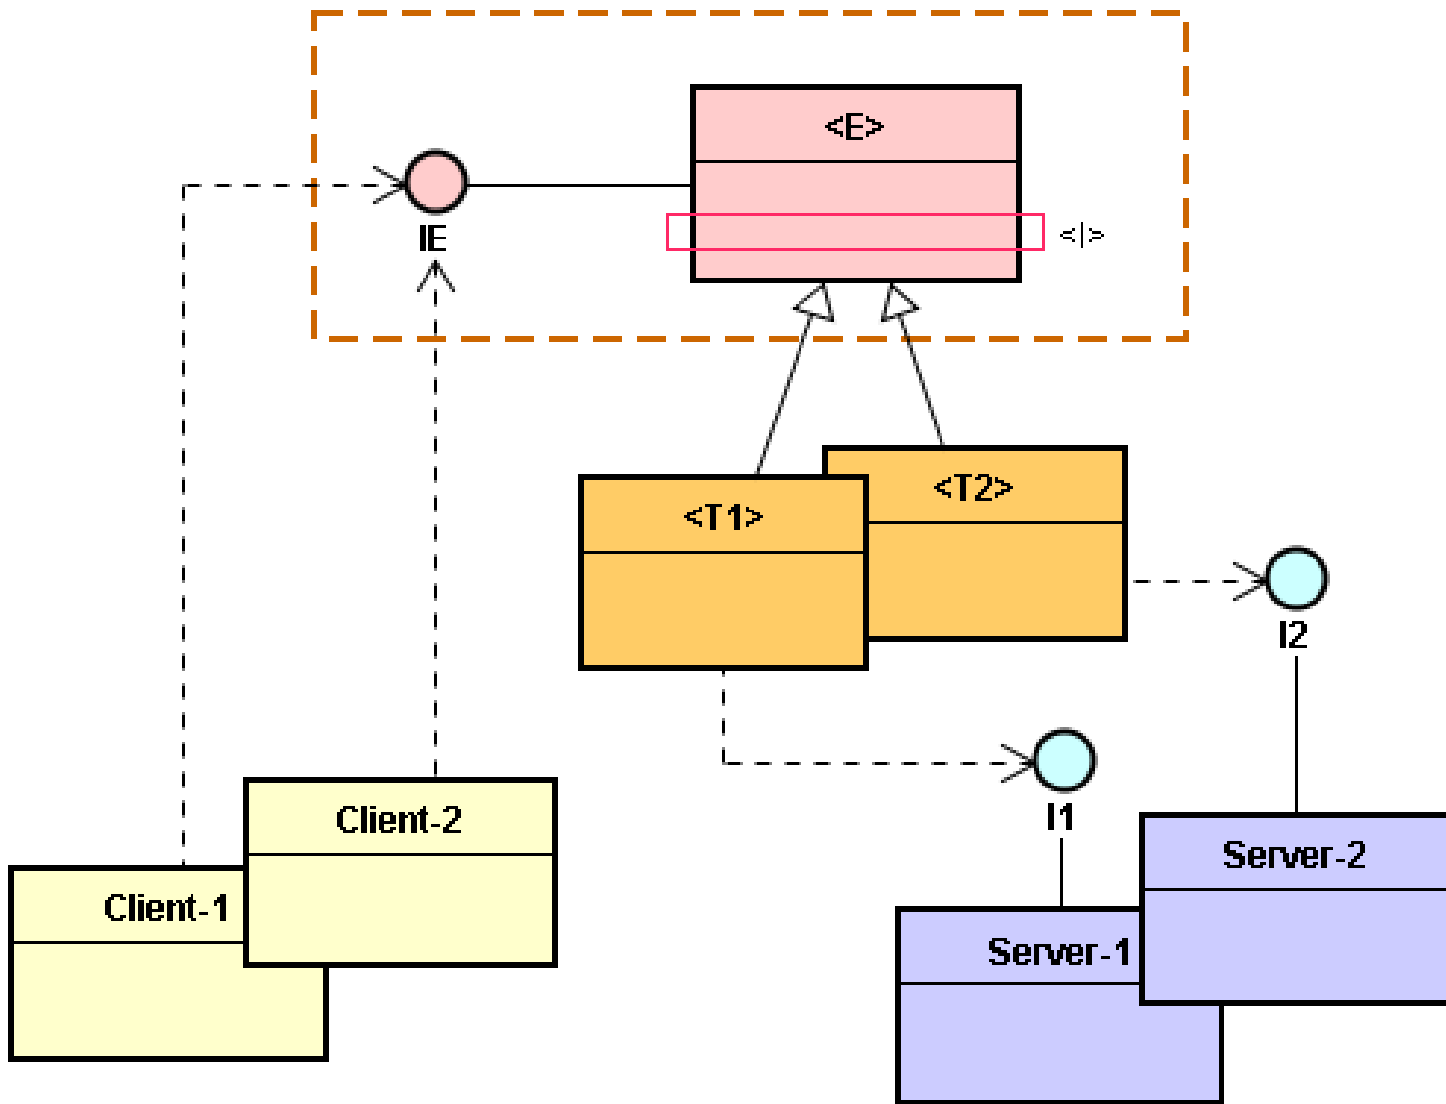 <E>
IE
<|>
<T2>
<T1>
I2
I1
Client-2
Server-2
Client-1
Server-1